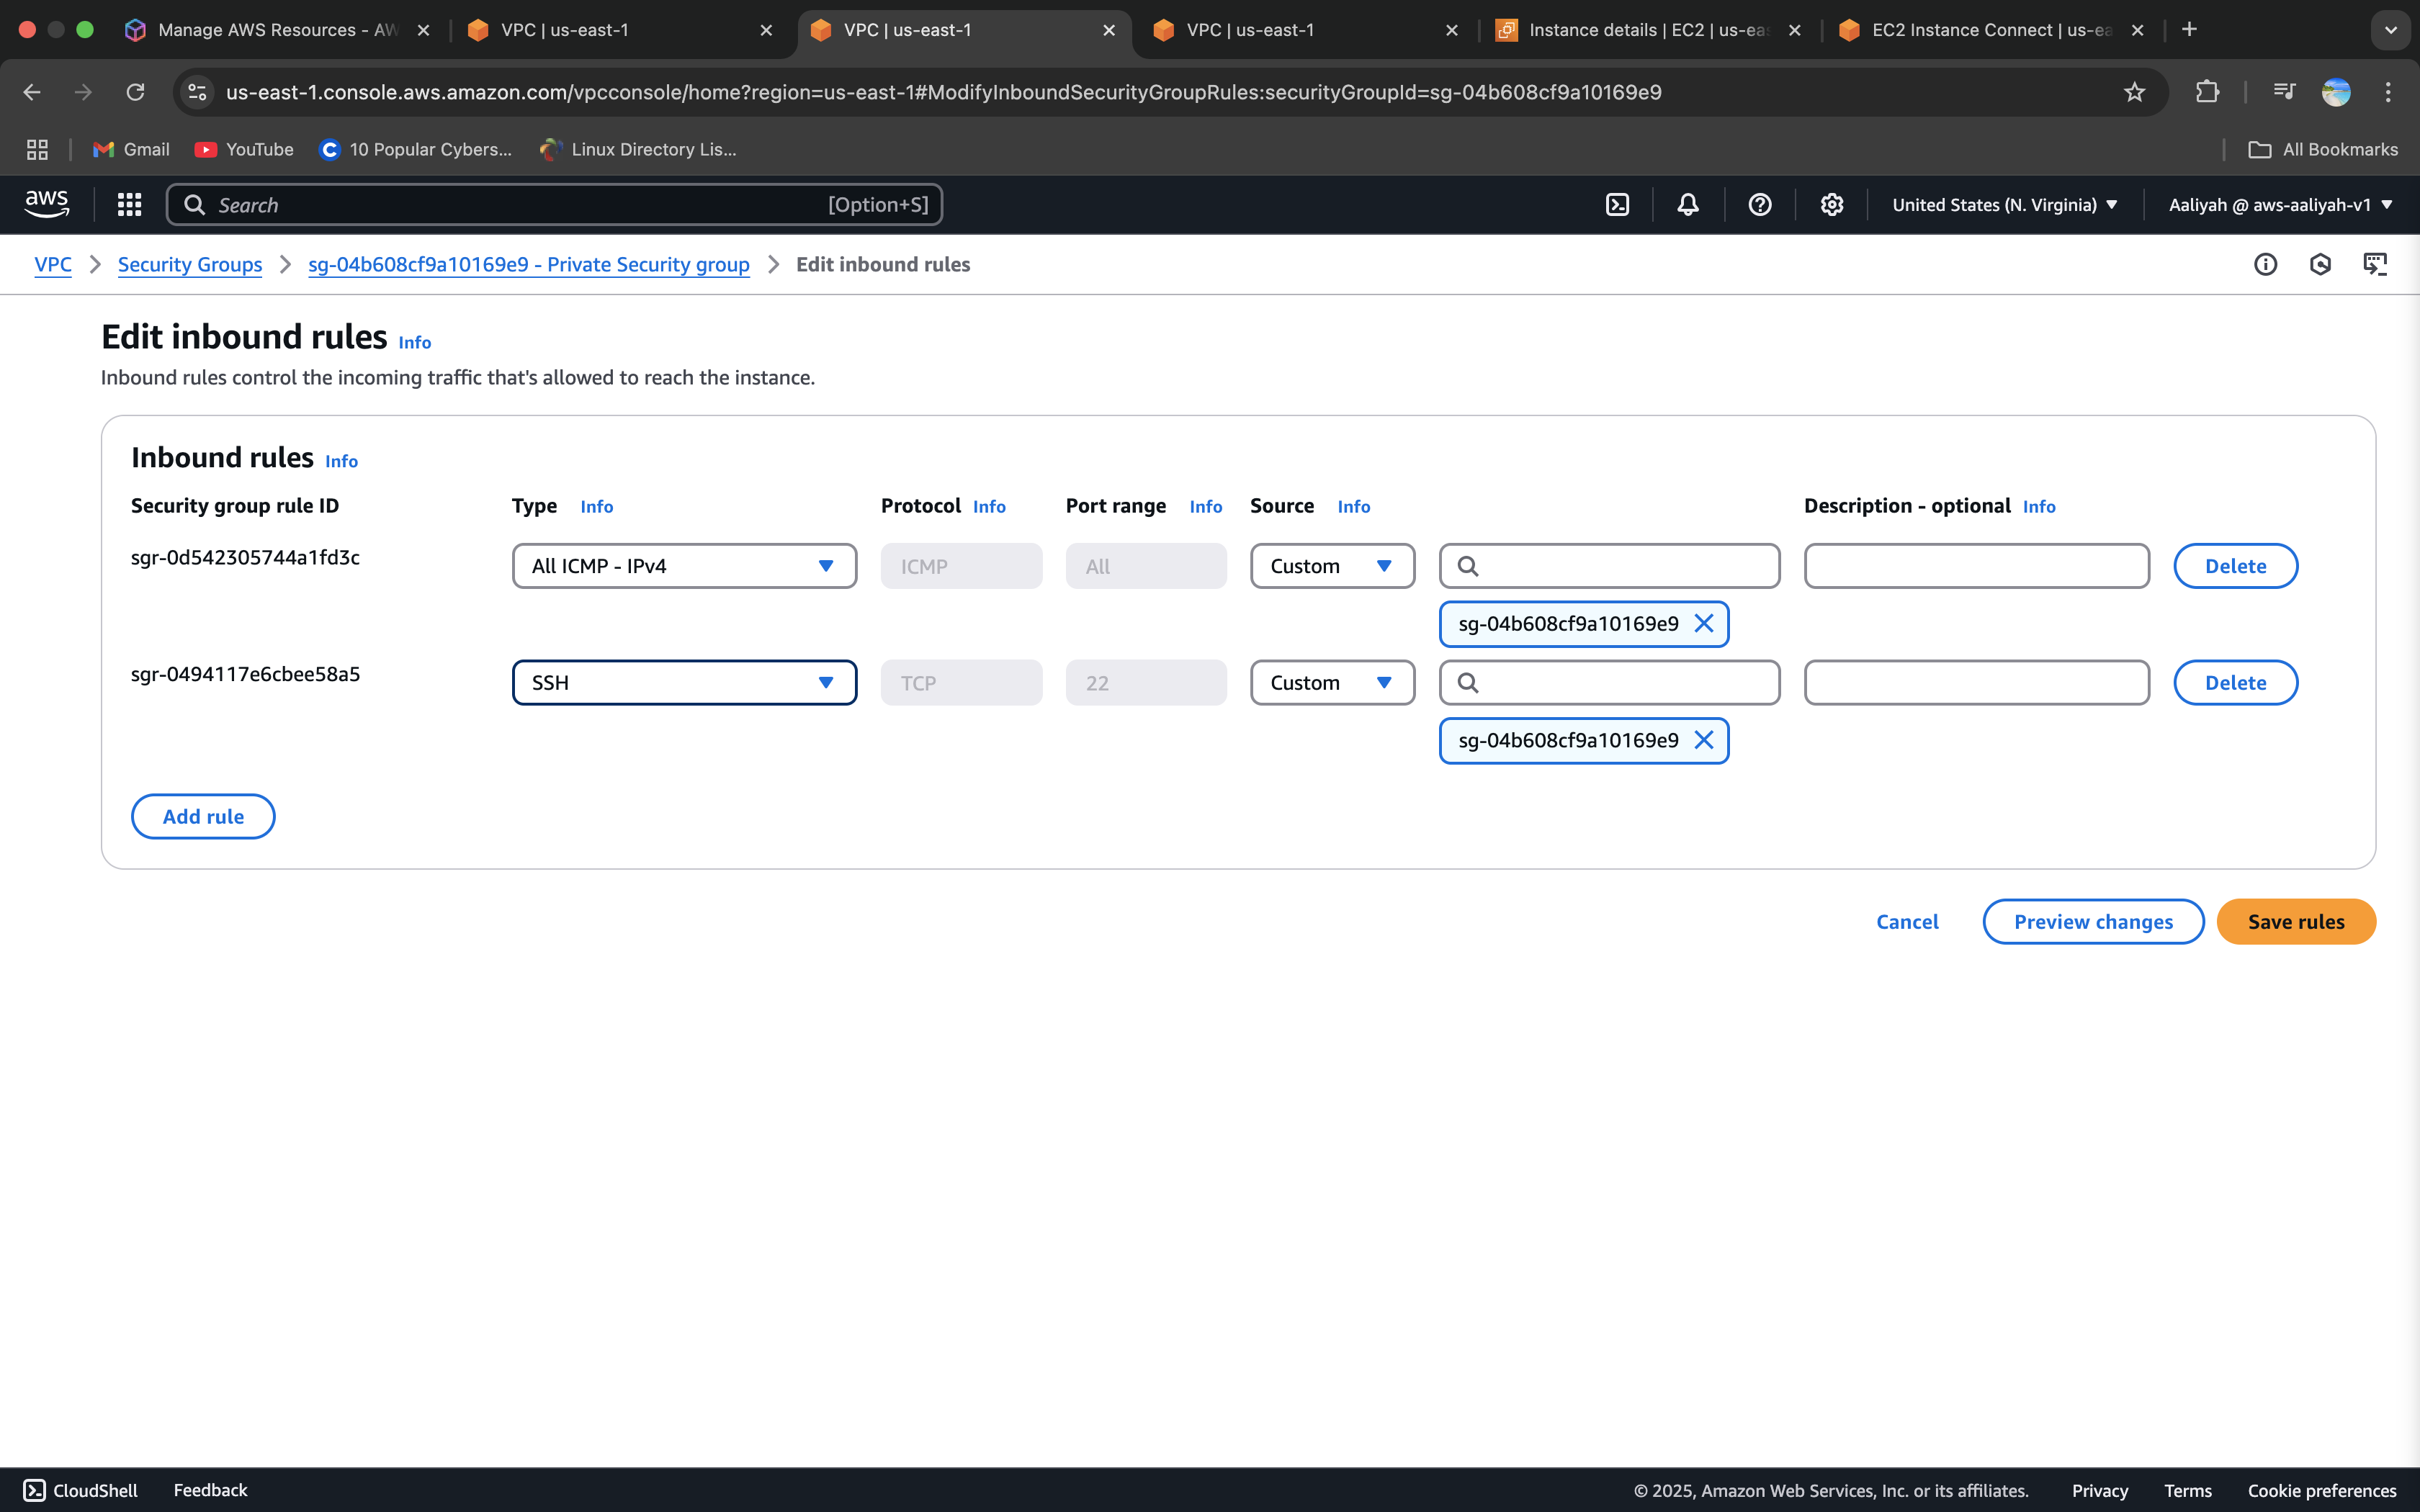 Manage AWS Resources - AW
VPC | us-east-1
VPC | us-east-1
VPC | us-east-1
Instance details | EC2 | us-eas
EC2 Instance Connect | us-ea
us-east-1.console.aws.amazon.com/vpcconsole/home?region=us-east-1#ModifyInboundSecurityGroupRules:securityGroupId=sg-04b608cf9a10169e9
Gmail
YouTube
10 Popular Cybers...
Linux Directory Lis...
All Bookmarks
aws
Search
[Option+S]
United States (N. Virginia)
Aaliyah @ aws-aaliyah-v1
VPC > Security Groups > sg-04b608cf9a10169e9 - Private Security group > Edit inbound rules
Edit inbound rules Info
Inbound rules control the incoming traffic that's allowed to reach the instance.
Inbound rules Info
Security group rule ID Type Info Protocol Info Port range Info Source Info Description - optional Info
sgr-0d542305744a1fd3c All ICMP - IPv4 ICMP All Custom Delete
sg-04b608cf9a10169e9
sgr-0494117e6cbee58a5 SSH TCP 22 Custom Delete
sg-04b608cf9a10169e9
Add rule
Cancel Preview changes Save rules
CloudShell Feedback © 2025, Amazon Web Services, Inc. or its affiliates. Privacy Terms Cookie preferences